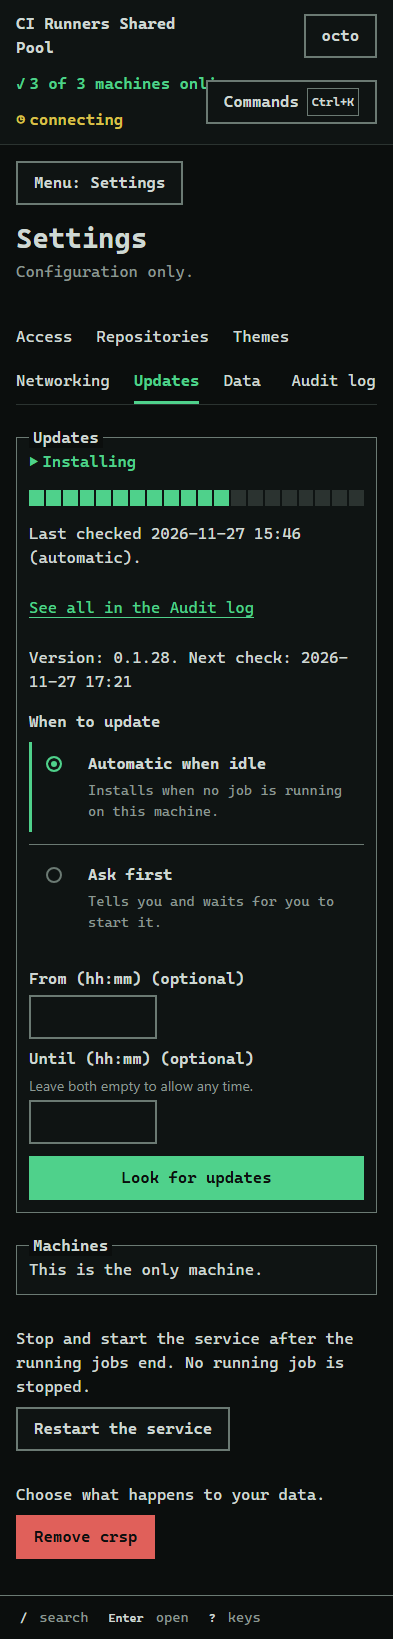 CI Runners Shared
Pool
octo
√ 3 of 3 machines
Commands Ctrl+K
connecting
Menu: Settings
Settings
Configuration only.
Access Repositories Themes
Networking Updates Data Audit log
Updates
Installing
Last checked 2026-11-27 15:46
(automatic).
See all in the Audit log
Version: 0.1.28. Next check: 2026-
11-27 17:21
When to update
Automatic when idle
Installs when no job is running
on this machine.
Ask first
Tells you and waits for you to
start it.
From (hh:mm) (optional)
Until (hh:mm) (optional)
Leave both empty to allow any time.
Look for updates
Machines
This is the only machine.
Stop and start the service after the
running jobs end. No running job is
stopped.
Restart the service
Choose what happens to your data.
Remove crsp
/ search Enter open ? keys